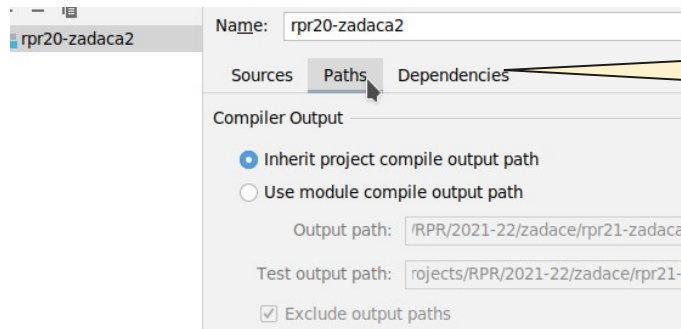 rpr20-zadaca2
Name: rpr20-zadaca2
Sources Paths Dependencies
Compiler Output
Inherit project compile output path
Use module compile output path
Output path: /RPR/2021-22/zadace/rpr21-zadaca
Test output path: rojects/RPR/2021-22/zadace/rpr21-
Exclude output paths